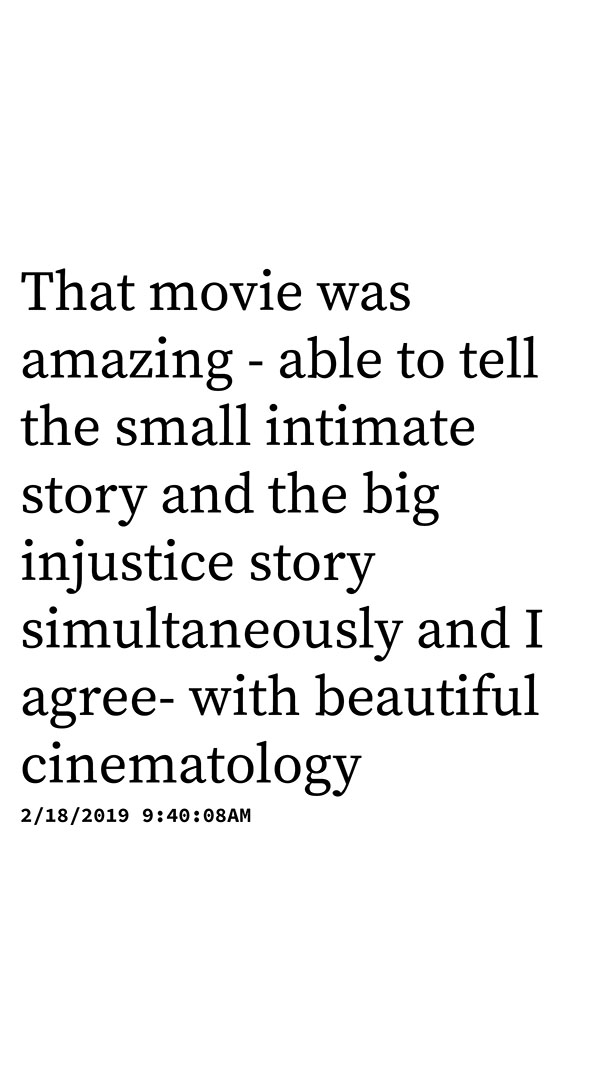 That movie was
amazing - able to tell
the small intimate
story and the big
injustice story
simultaneously and I
agree- with beautiful
cinematology
2/18/2019 9:40:08AM